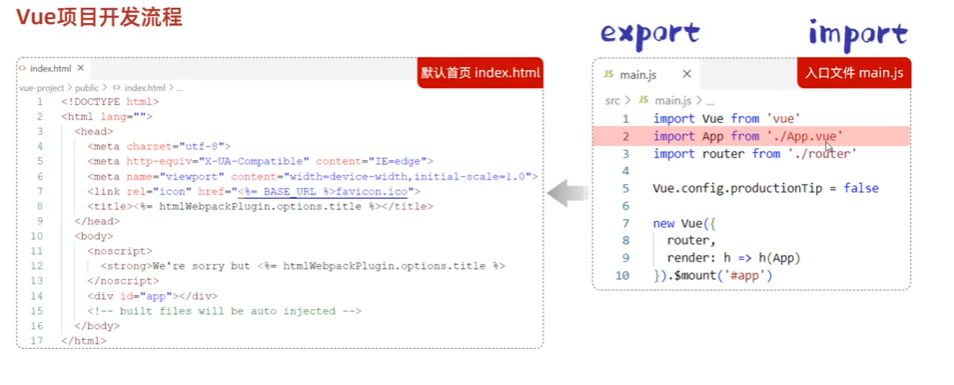 Vue项目开发流程
export import
index.html ×
默认首页 index.html
vue-project > public > <> index.html > ...
1 <!DOCTYPE html>
2 <html lang="">
3 <head>
4 <meta charset="utf-8">
5 <meta http-equiv="X-UA-Compatible" content="IE=edge">
6 <meta name="viewport" content="width=device-width,initial-scale=1.0">
7 <link rel="icon" href="<%= BASE_URL %>favicon.ico">
8 <title><%= htmlWebpackPlugin.options.title %></title>
9 </head>
10 <body>
11 <noscript>
12 <strong>We're sorry but <%= htmlWebpackPlugin.options.title %>
13 </noscript>
14 <div id="app"></div>
15 <!-- built files will be auto injected -->
16 </body>
17 </html>
JS main.js ×
入口文件 main.js
src > JS main.js > ...
1 import Vue from 'vue'
2 import App from './App.vue'
3 import router from './router'
4
5 Vue.config.productionTip = false
6
7 new Vue({
8 router,
9 render: h => h(App)
10 }).$mount('#app')